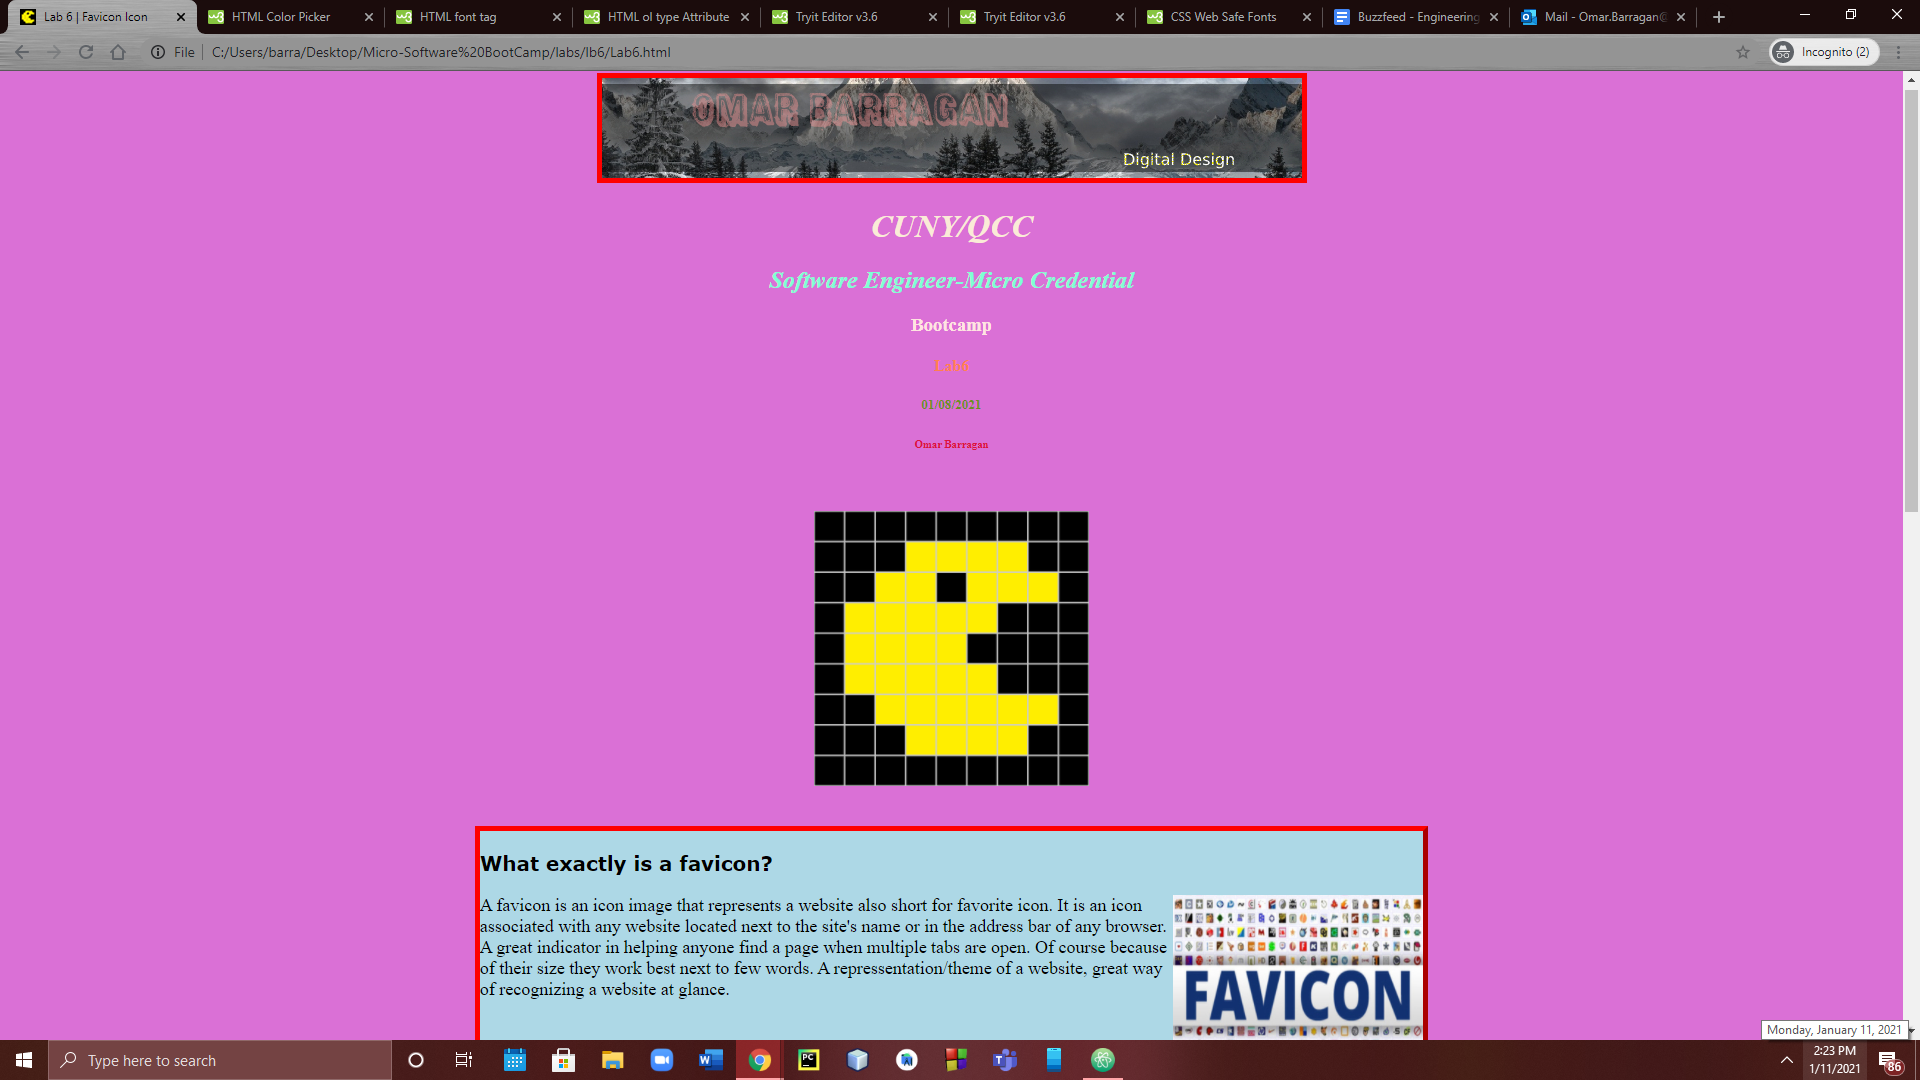 Lab 6 | Favicon Icon
HTML Color Picker
HTML font tag
HTML ol type Attribute
Tryit Editor v3.6
Tryit Editor v3.6
CSS Web Safe Fonts
Buzzfeed - Engineering
Mail - Omar.Barragan@
File
C:/Users/barra/Desktop/Micro-Software%20BootCamp/labs/lb6/Lab6.html
Incognito (2)
OMAR BARRAGAN
Digital Design
CUNY/QCC
Software Engineer-Micro Credential
Bootcamp
Lab6
01/08/2021
Omar Barragan
What exactly is a favicon?
A favicon is an icon image that represents a website also short for favorite icon. It is an icon
associated with any website located next to the site's name or in the address bar of any browser.
A great indicator in helping anyone find a page when multiple tabs are open. Of course because
of their size they work best next to few words. A repressentation/theme of a website, great way
of recognizing a website at glance.
FAVICON
Monday, January 11, 2021
Type here to search
2:23 PM
1/11/2021
86